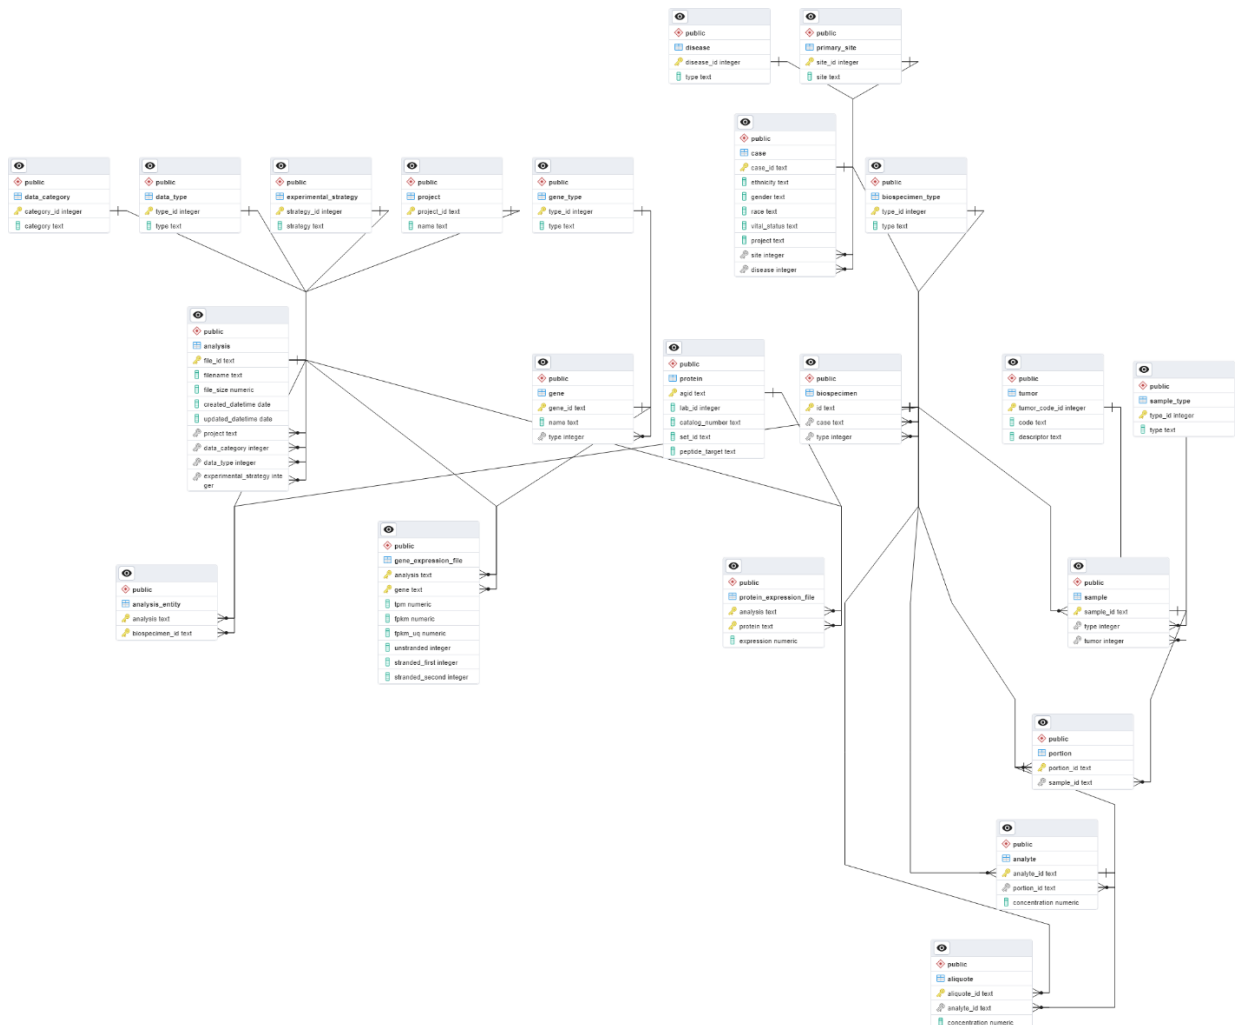 public
disease
disease_id integer
type text
public
primary_site
site_id integer
site text
public
case
case_id text
ethnicity text
gender text
race text
vital_status text
project text
site integer
disease integer
public
data_category
category_id integer
category text
public
data_type
type_id integer
type text
public
experimental_strategy
strategy_id integer
strategy text
public
project
project_id text
name text
public
gene_type
type_id integer
type text
public
biospecimen_type
type_id integer
type text
public
analysis
file_id text
filename text
file_size numeric
created_datetime date
updated_datetime date
project text
data_category integer
data_type integer
experimental_strategy inte
ger
public
gene
gene_id text
name text
type integer
public
protein
agid text
lab_id integer
catalog_number text
set_id text
peptide_target text
public
biospecimen
id text
case text
type integer
public
tumor
tumor_code_id integer
code text
descriptor text
public
sample_type
type_id integer
type text
public
analysis_entity
analysis text
biospecimen_id text
public
gene_expression_file
analysis text
gene text
tpm numeric
fpkm numeric
fpkm_uq numeric
unstranded integer
stranded_first integer
stranded_second integer
public
protein_expression_file
analysis text
protein text
expression numeric
public
sample
sample_id text
type integer
tumor integer
public
portion
portion_id text
sample_id text
public
analyte
analyte_id text
portion_id text
concentration numeric
public
aliquote
aliquote_id text
analyte_id text
concentration numeric